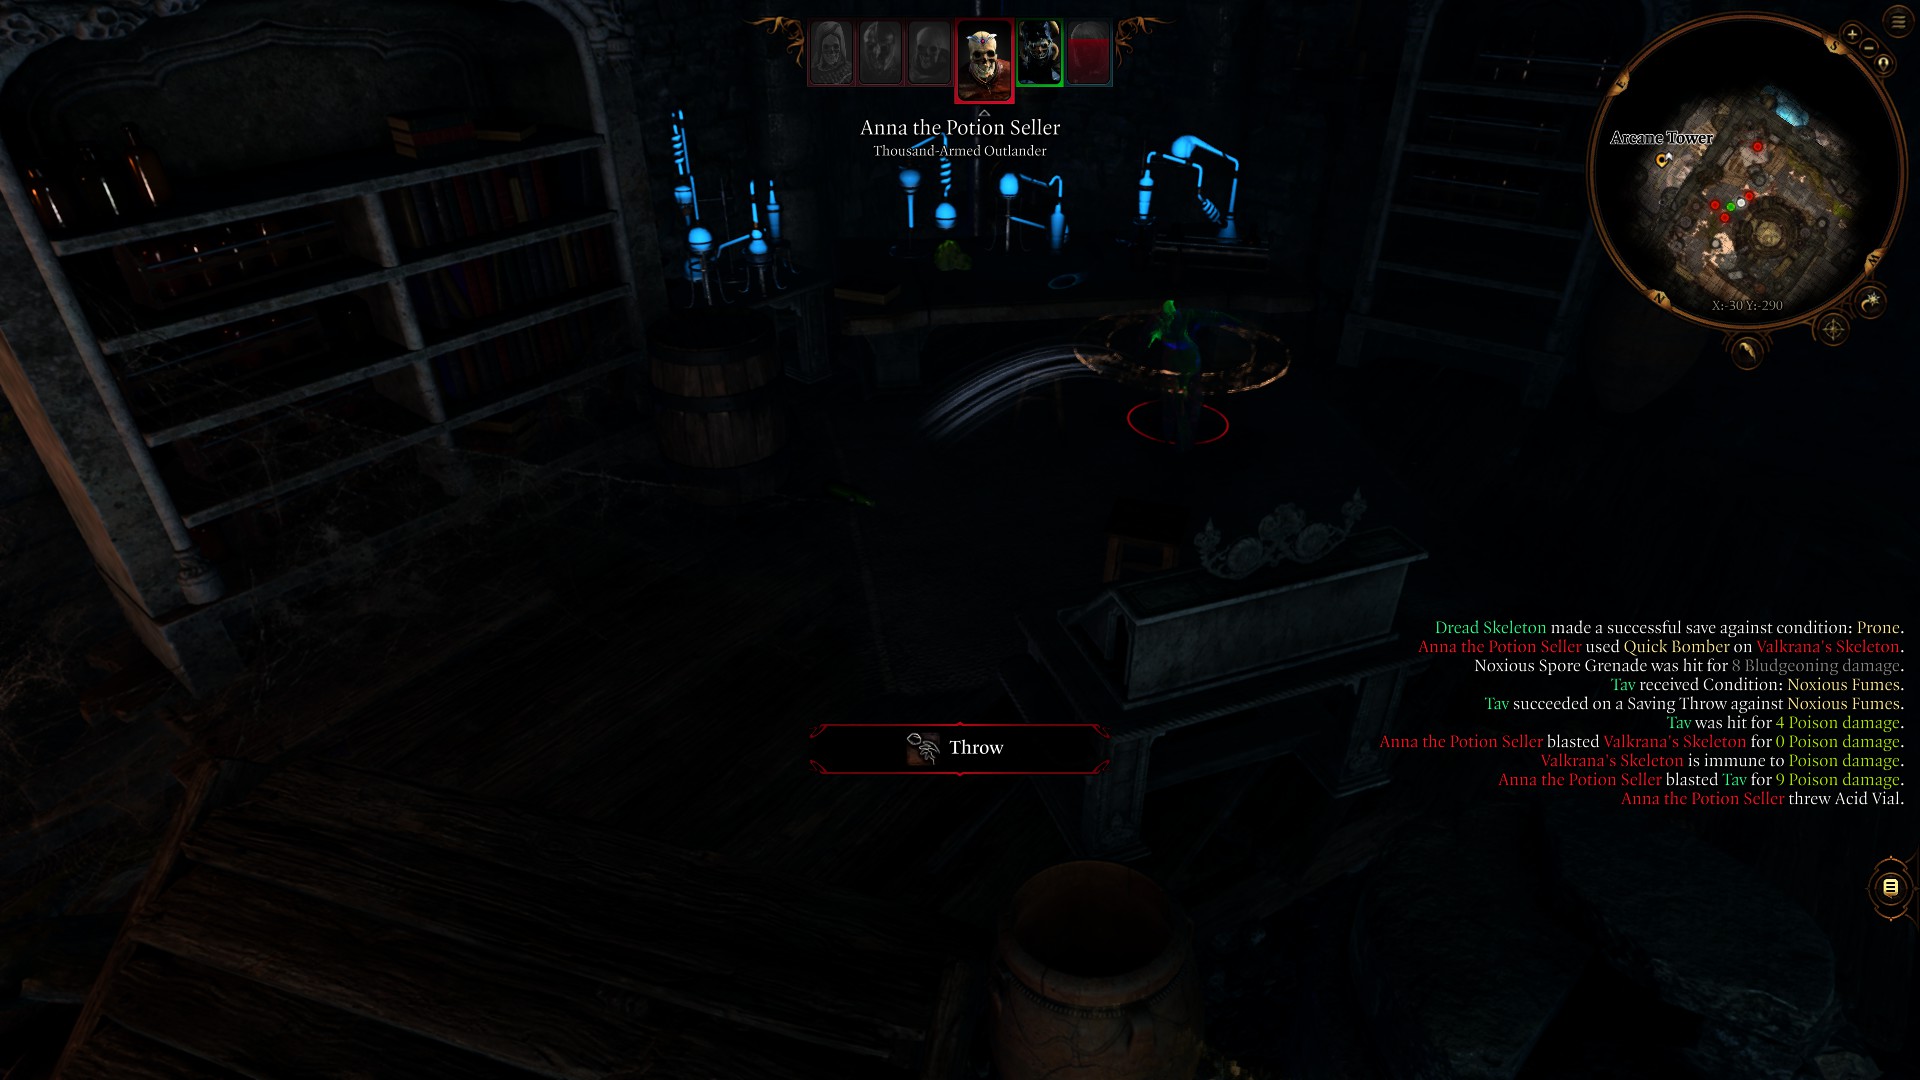 Anna the Potion Seller
Thousand-Armed Outlander
S
E
Arcane Tower
W
N
X:-30 Y:-290
Dread Skeleton made a successful save against condition: Prone.
Anna the Potion Seller used Quick Bomber on Valkrana's Skeleton.
Noxious Spore Grenade was hit for 8 Bludgeoning damage.
Tav received Condition: Noxious Fumes.
Tav succeeded on a Saving Throw against Noxious Fumes.
Tav was hit for 4 Poison damage.
Anna the Potion Seller blasted Valkrana's Skeleton for 0 Poison damage.
Valkrana's Skeleton is immune to Poison damage.
Anna the Potion Seller blasted Tav for 9 Poison damage.
Anna the Potion Seller threw Acid Vial.
Throw